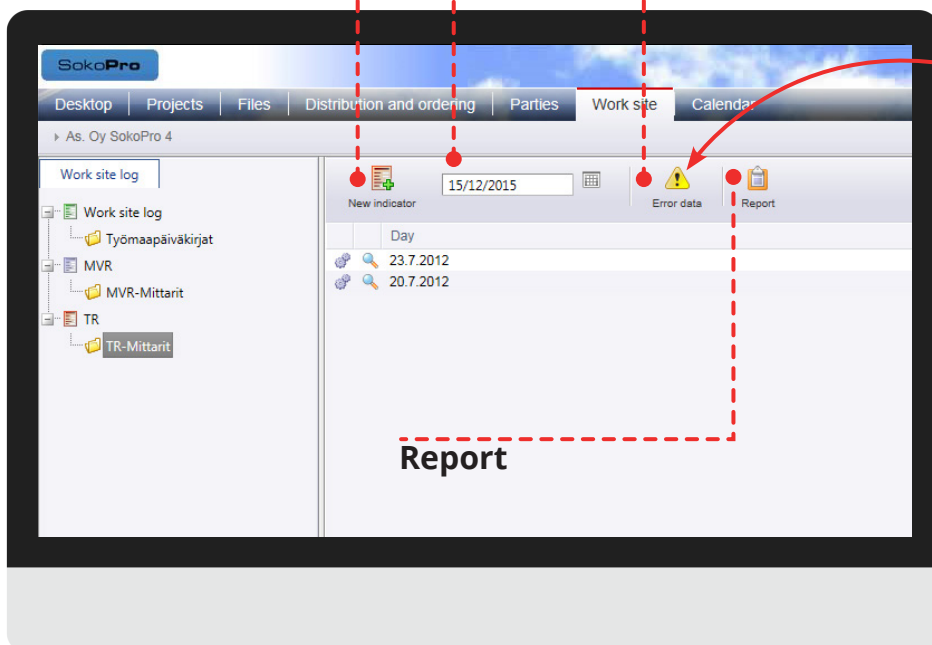 SokoPro
Desktop Projects Files Distribution and ordering Parties Work site Calendar
As. Oy SokoPro 4
Work site log
Work site log
Työmaapäiväkirjat
MVR
MVR-Mittarit
TR
TR-Mittarit
15/12/2015
New indicator Error data Report
Day
23.7.2012
20.7.2012
Report